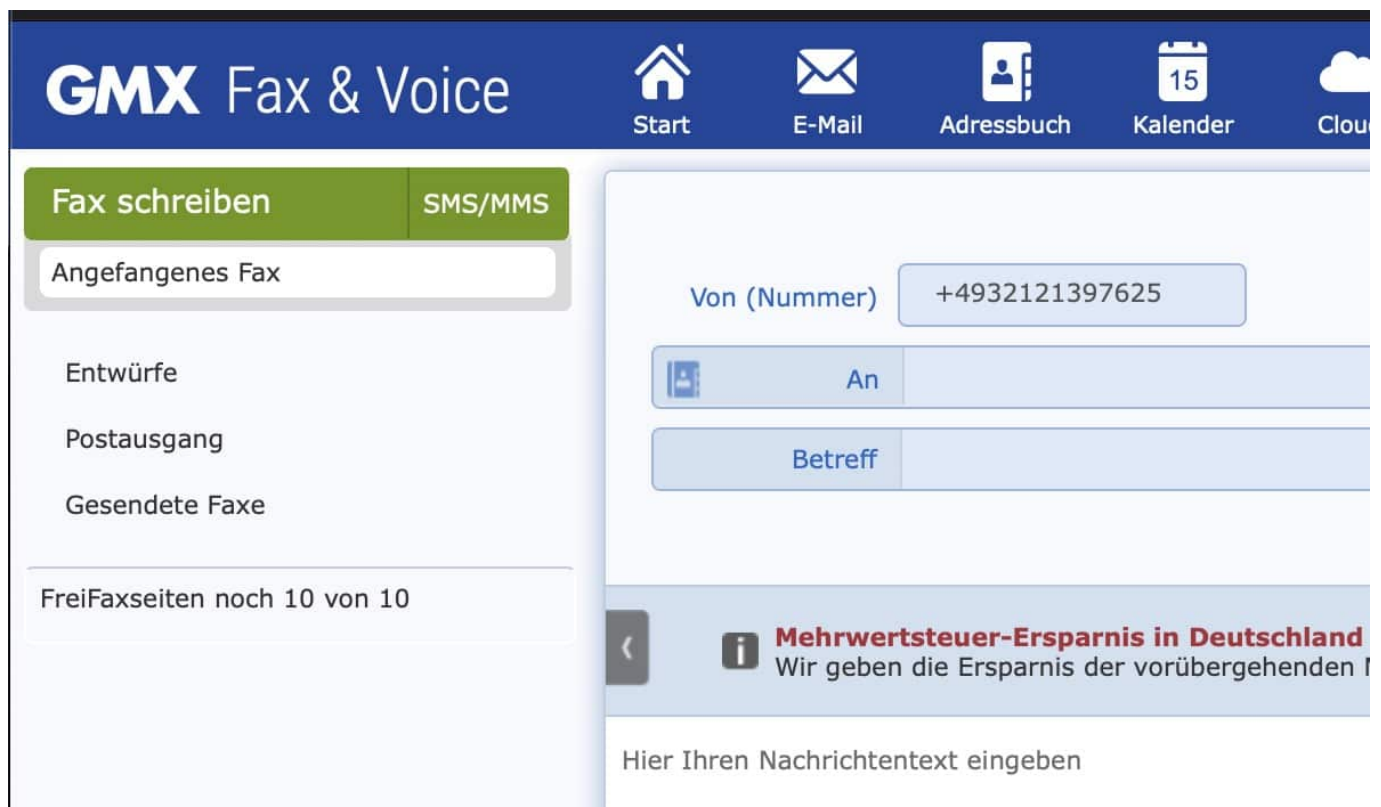 GMX Fax & Voice
Start
E-Mail
Adressbuch
15
Kalender
Fax schreiben
SMS/MMS
Angefangenes Fax
Entwürfe
Postausgang
Gesendete Faxe
FreiFaxseiten noch 10 von 10
Von (Nummer)
+4932121397625
An
Betreff
i
Mehrwertsteuer-Ersparnis in Deutschland
Wir geben die Ersparnis der vorübergehenden
Hier Ihren Nachrichtentext eingeben